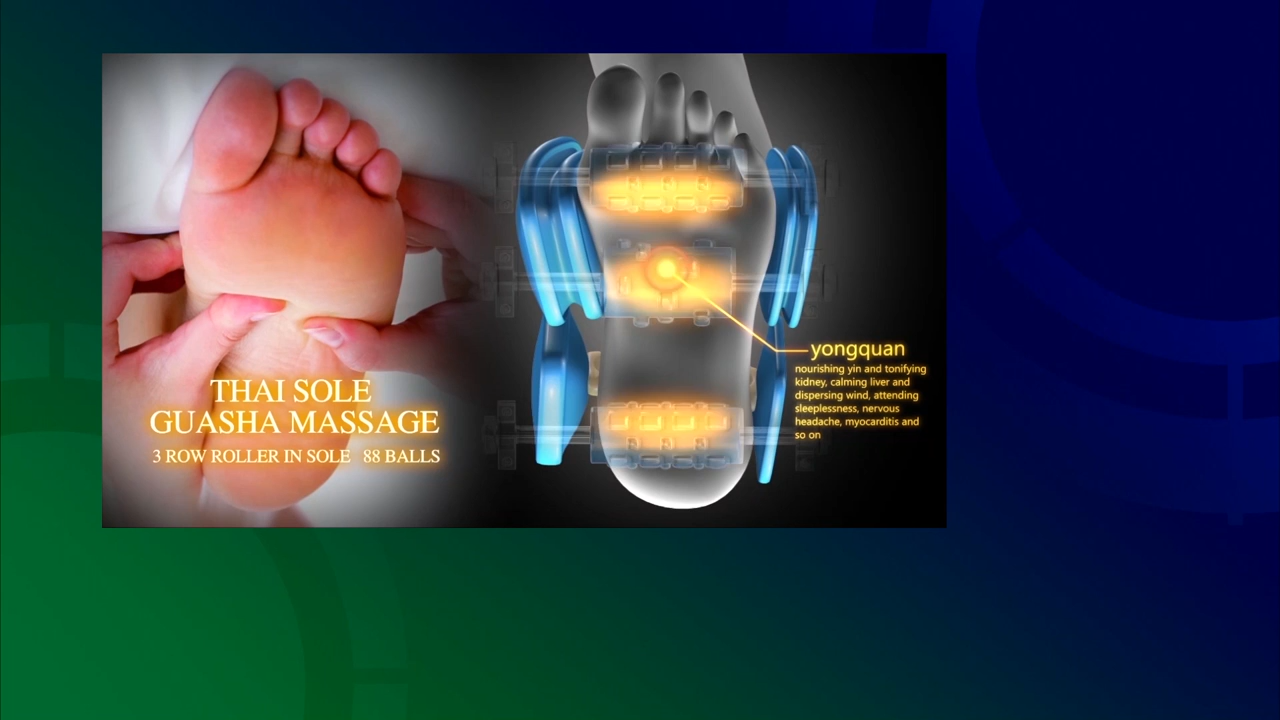 THAI SOLE
GUASHA MASSAGE
3 ROW ROLLER IN SOLE 88 BALLS
yongquan
nourishing yin and tonifying
kidney, calming liver and
dispersing wind, attending
sleeplessness, nervous
headache, myocarditis and
so on